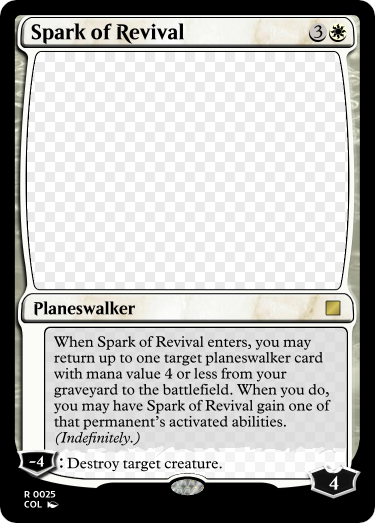 Spark of Revival 3
Planeswalker
When Spark of Revival enters, you may
return up to one target planeswalker card
with mana value 4 or less from your
graveyard to the battlefield. When you do,
you may have Spark of Revival gain one of
that permanent's activated abilities.
(Indefinitely.)
-4 : Destroy target creature.
4
R 0025
COL